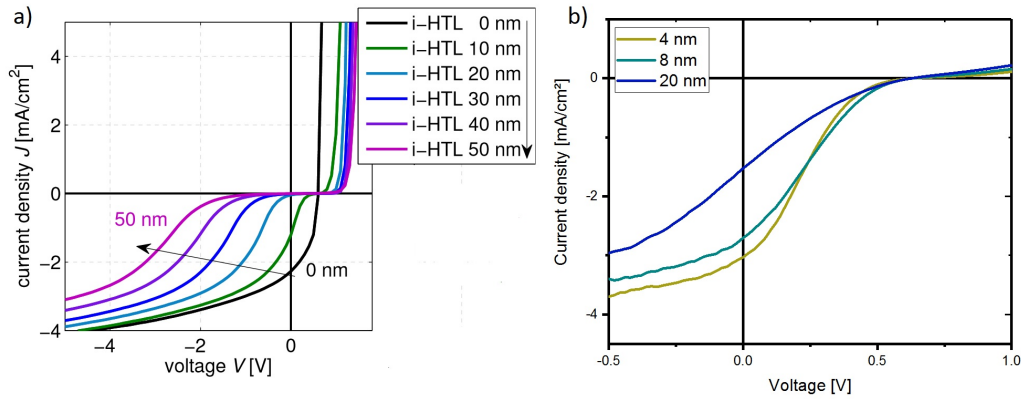 a)
i-HTL 0 nm
i-HTL 10 nm
i-HTL 20 nm
i-HTL 30 nm
i-HTL 40 nm
i-HTL 50 nm
4
2
0
-2
-4
current density J [mA/cm²]
50 nm
0 nm
-4 -2 0
voltage V [V]
b)
4 nm
8 nm
20 nm
0
-2
-4
Current density [mA/cm²]
-0.5 0.0 0.5 1.0
Voltage [V]